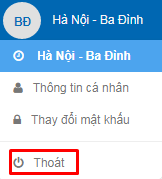 BĐ
Hà Nội - Ba Đình
Hà Nội - Ba Đình
Thông tin cá nhân
Thay đổi mật khẩu
Thoát